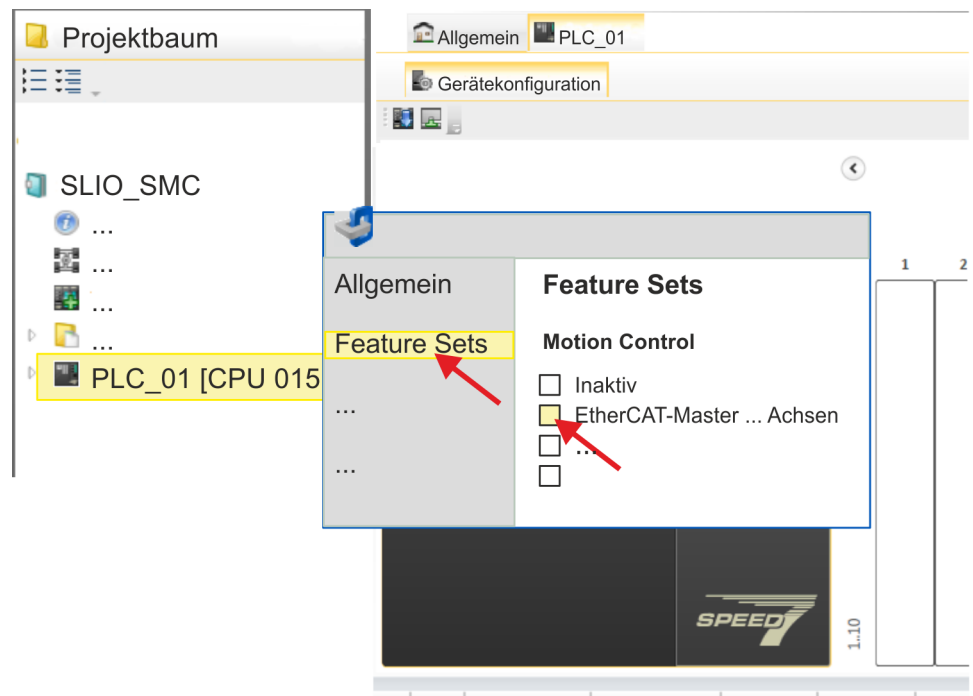 Projektbaum
SLIO_SMC
...
...
...
...
PLC_01 [CPU 015
Allgemein
PLC_01
Gerätekonfiguration
Allgemein
Feature Sets
...
...
Feature Sets
Motion Control
Inaktiv
EtherCAT-Master ... Achsen
...
1
2
1..10
SPEED7